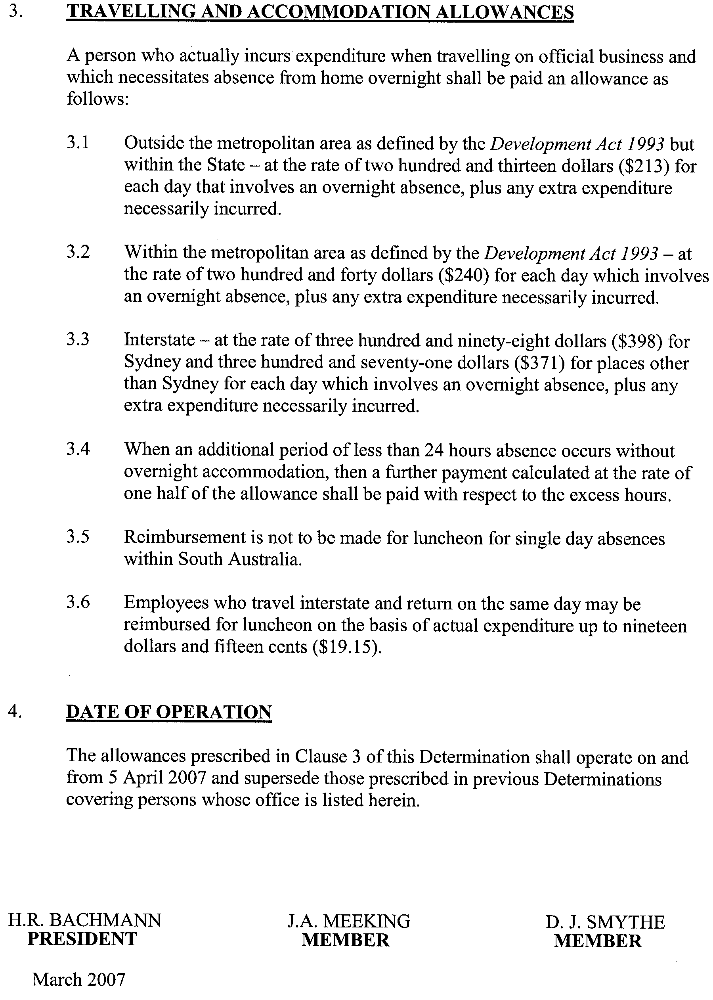 3. TRAVELLING AND ACCOMMODATION ALLOWANCES
A person who actually incurs expenditure when travelling on official business and
which necessitates absence from home overnight shall be paid an allowance as
follows:
3.1 Outside the metropolitan area as defined by the Development Act 1993 but
within the State – at the rate of two hundred and thirteen dollars ($213) for
each day that involves an overnight absence, plus any extra expenditure
necessarily incurred.
3.2 Within the metropolitan area as defined by the Development Act 1993 – at
the rate of two hundred and forty dollars ($240) for each day which involves
an overnight absence, plus any extra expenditure necessarily incurred.
3.3 Interstate – at the rate of three hundred and ninety-eight dollars ($398) for
Sydney and three hundred and seventy-one dollars ($371) for places other
than Sydney for each day which involves an overnight absence, plus any
extra expenditure necessarily incurred.
3.4 When an additional period of less than 24 hours absence occurs without
overnight accommodation, then a further payment calculated at the rate of
one half of the allowance shall be paid with respect to the excess hours.
3.5 Reimbursement is not to be made for luncheon for single day absences
within South Australia.
3.6 Employees who travel interstate and return on the same day may be
reimbursed for luncheon on the basis of actual expenditure up to nineteen
dollars and fifteen cents ($19.15).
4. DATE OF OPERATION
The allowances prescribed in Clause 3 of this Determination shall operate on and
from 5 April 2007 and supersede those prescribed in previous Determinations
covering persons whose office is listed herein.
H.R. BACHMANN J.A. MEEKING D. J. SMYTHE
PRESIDENT MEMBER MEMBER
March 2007